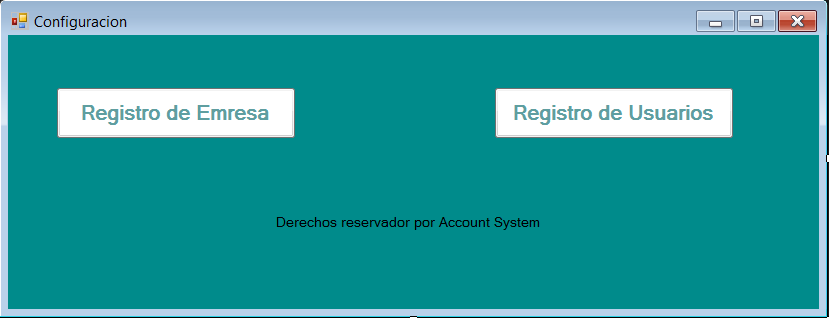 Configuracion
Registro de Emresa
Registro de Usuarios
Derechos reservador por Account System